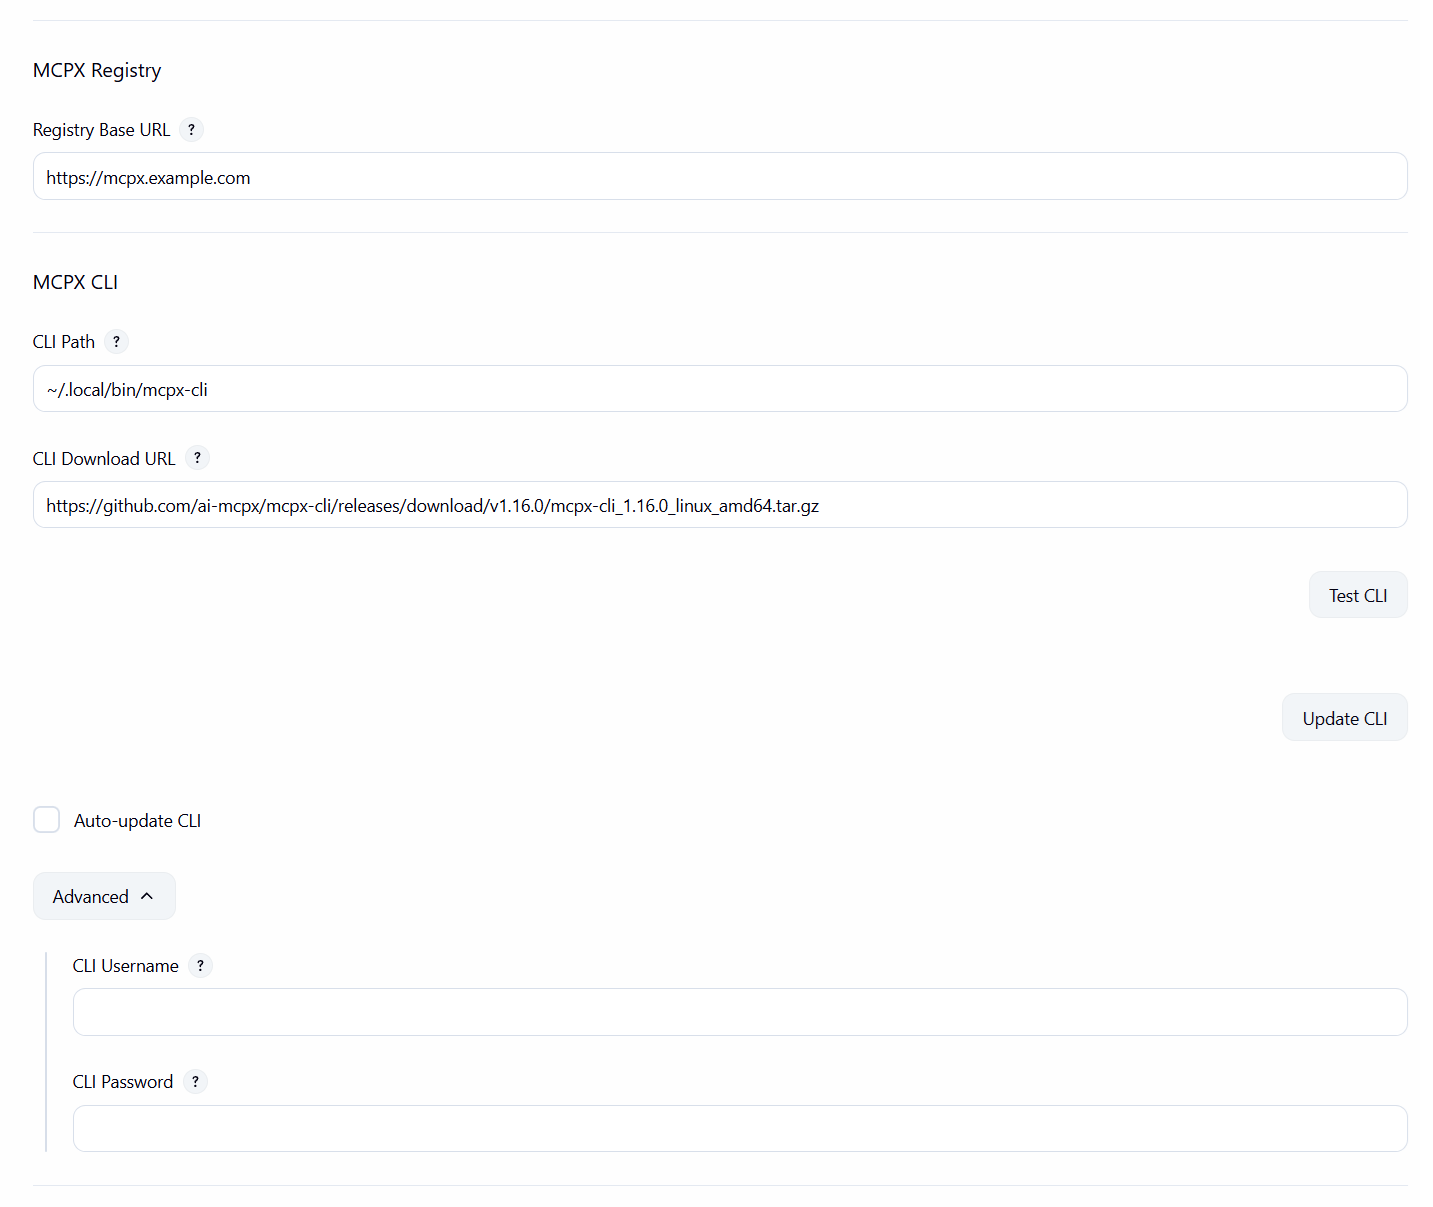 MCPX Registry
Registry Base URL ?
https://mcpx.example.com
MCPX CLI
CLI Path ?
~/.local/bin/mcpx-cli
CLI Download URL ?
https://github.com/ai-mcpx/mcpx-cli/releases/download/v1.16.0/mcpx-cli_1.16.0_linux_amd64.tar.gz
Test CLI
Update CLI
Auto-update CLI
Advanced
CLI Username ?
CLI Password ?